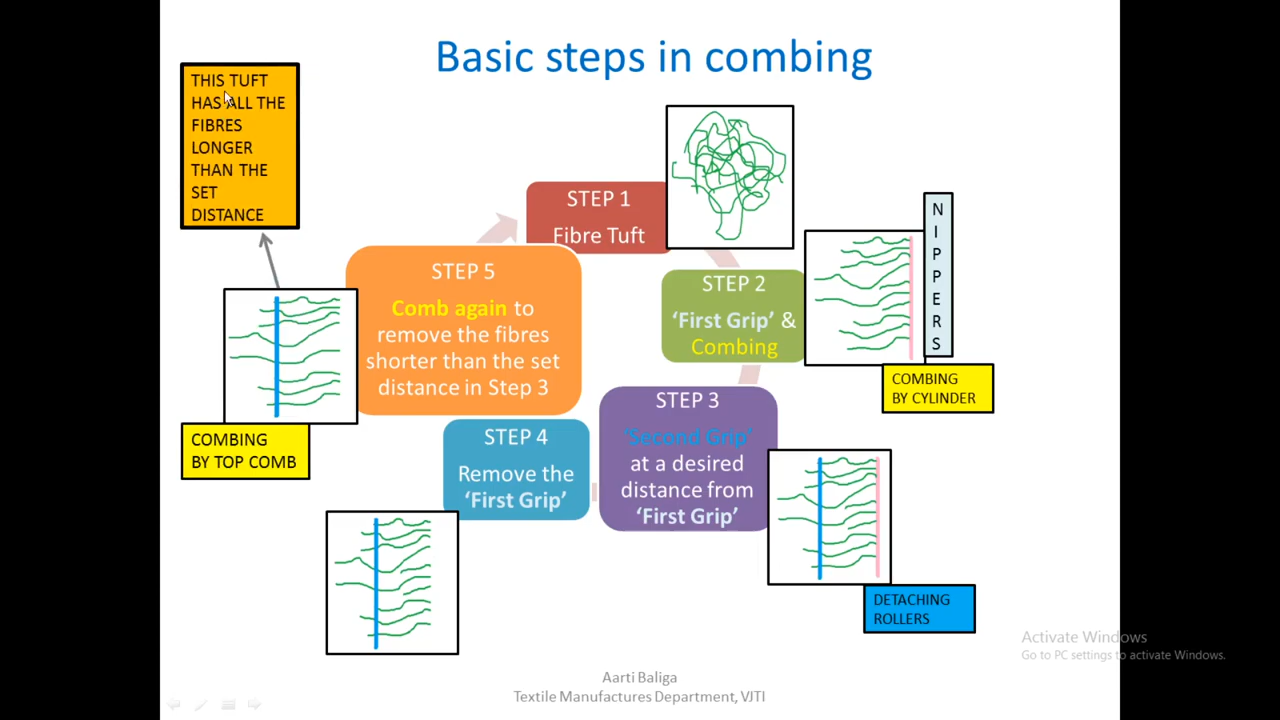 Basic steps in combing
THIS TUFT
HAS ALL THE
FIBRES
LONGER
THAN THE
SET
DISTANCE
STEP 1
Fibre Tuft
STEP 2
‘First Grip’ &
Combing
N
I
P
P
E
R
S
COMBING
BY CYLINDER
STEP 3
‘Second Grip’
at a desired
distance from
‘First Grip’
DETACHING
ROLLERS
STEP 4
Remove the
‘First Grip’
STEP 5
Comb again to
remove the fibres
shorter than the set
distance in Step 3
COMBING
BY TOP COMB
Activate Windows
Go to PC settings to activate Windows.
Aarti Baliga
Textile Manufactures Department, VJTI